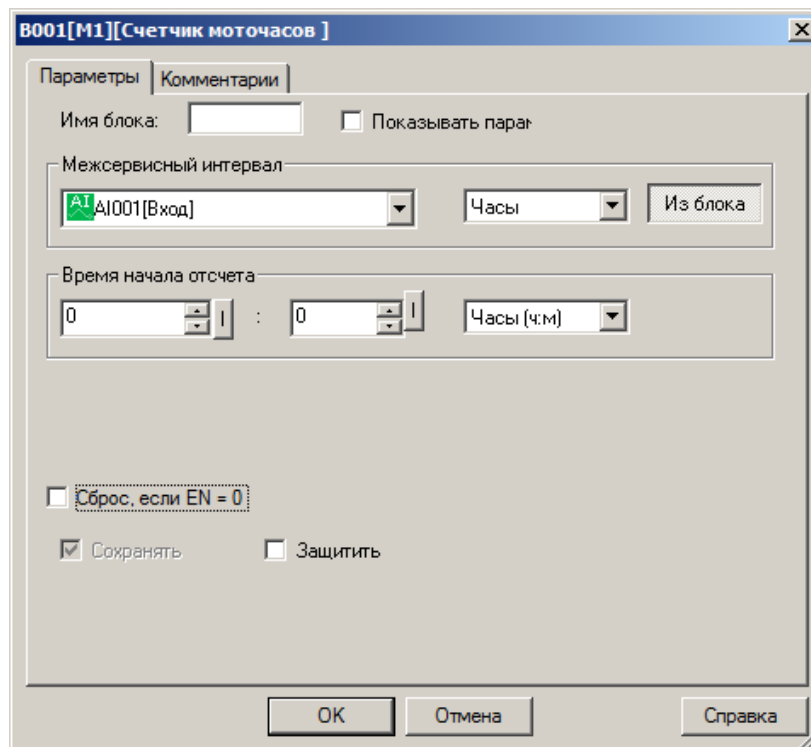 B001[M1][Счетчик моточасов ]
Параметры Комментарии
Имя блока: Показывать парам
Межсервисный интервал
AI AI001[Вход] Часы Из блока
Время начала отсчета
0 : 0 Часы (ч:м)
Сброс, если EN = 0
Сохранять Защитить
OK Отмена Справка